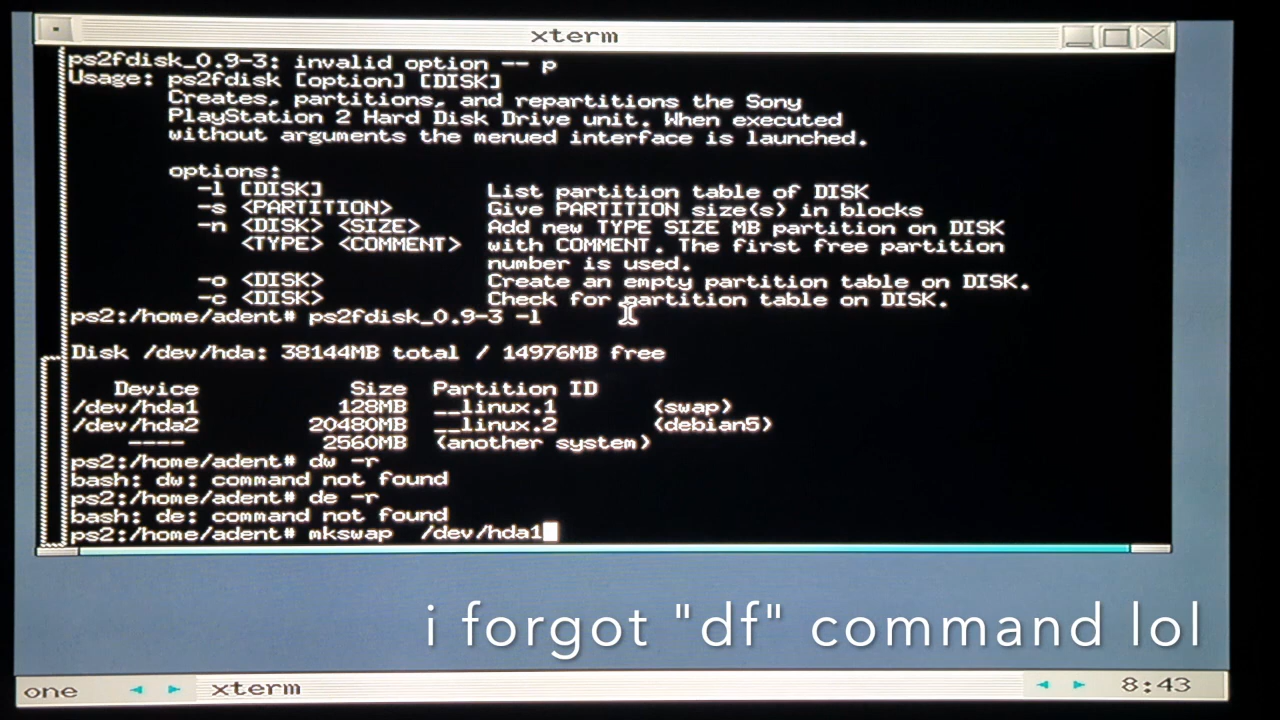 xterm
ps2fdisk_0.9-3: invalid option -- p
Usage: ps2fdisk [option] [DISK]
Creates, partitions, and repartitions the Sony
PlayStation 2 Hard Disk Drive unit. When executed
without arguments the menued interface is launched.
options:
-l [DISK] List partition table of DISK
-s <PARTITION> Give PARTITION size(s) in blocks
-n <DISK> <SIZE> Add new TYPE SIZE MB partition on DISK
<TYPE> <COMMENT> with COMMENT. The first free partition
number is used.
-o <DISK> Create an empty partition table on DISK.
-c <DISK> Check for partition table on DISK.
ps2:/home/adent# ps2fdisk_0.9-3 -l
Disk /dev/hda: 38144MB total / 14976MB free
Device Size Partition ID
/dev/hda1 128MB __linux.1 (swap)
/dev/hda2 20480MB __linux.2 (debian5)
---- 2560MB (another system)
ps2:/home/adent# dw -r
bash: dw: command not found
ps2:/home/adent# de -r
bash: de: command not found
ps2:/home/adent# mkswap  /dev/hda1
i forgot "df" command lol
one xterm 8:43